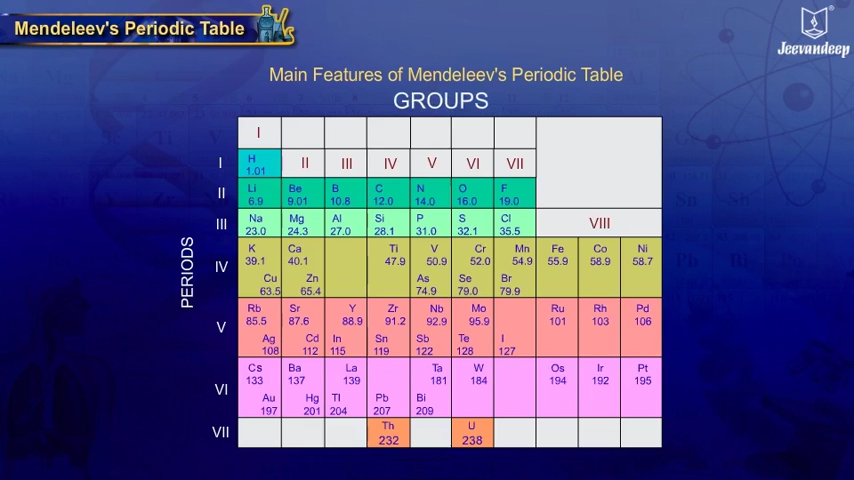 Mendeleev's Periodic Table
Jeevandeep
Main Features of Mendeleev's Periodic Table
GROUPS
I
I H II III IV V VI VII
1.01
II Li Be B C N O F
6.9 9.01 10.8 12.0 14.0 16.0 19.0
III Na Mg Al Si P S Cl VIII
23.0 24.3 27.0 28.1 31.0 32.1 35.5
PERIODS
IV K Ca Ti V Cr Mn Fe Co Ni
39.1 40.1 47.9 50.9 52.0 54.9 55.9 58.9 58.7
Cu Zn As Se Br
63.5 65.4 74.9 79.0 79.9
V Rb Sr Y Zr Nb Mo Ru Rh Pd
85.5 87.6 88.9 91.2 92.9 95.9 101 103 106
Ag Cd In Sn Sb Te I
108 112 115 119 122 128 127
VI Cs Ba La Ta W Os Ir Pt
133 137 139 181 184 194 192 195
Au Hg Tl Pb Bi
197 201 204 207 209
VII Th U
232 238